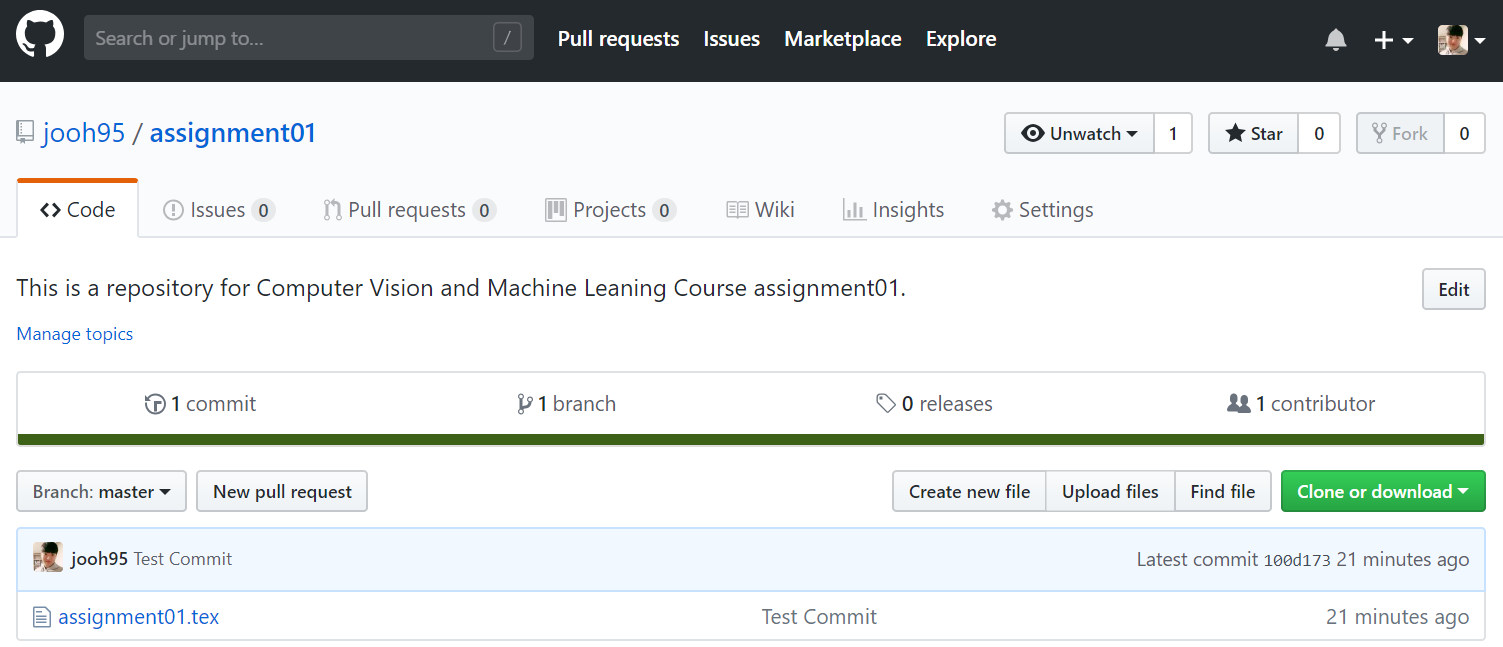 Search or jump to... / Pull requests Issues Marketplace Explore
jooh95 / assignment01 Unwatch 1 Star 0 Fork 0
Code Issues 0 Pull requests 0 Projects 0 Wiki Insights Settings
This is a repository for Computer Vision and Machine Leaning Course assignment01. Edit
Manage topics
1 commit 1 branch 0 releases 1 contributor
Branch: master New pull request Create new file Upload files Find file Clone or download
jooh95 Test Commit Latest commit 100d173 21 minutes ago
assignment01.tex Test Commit 21 minutes ago